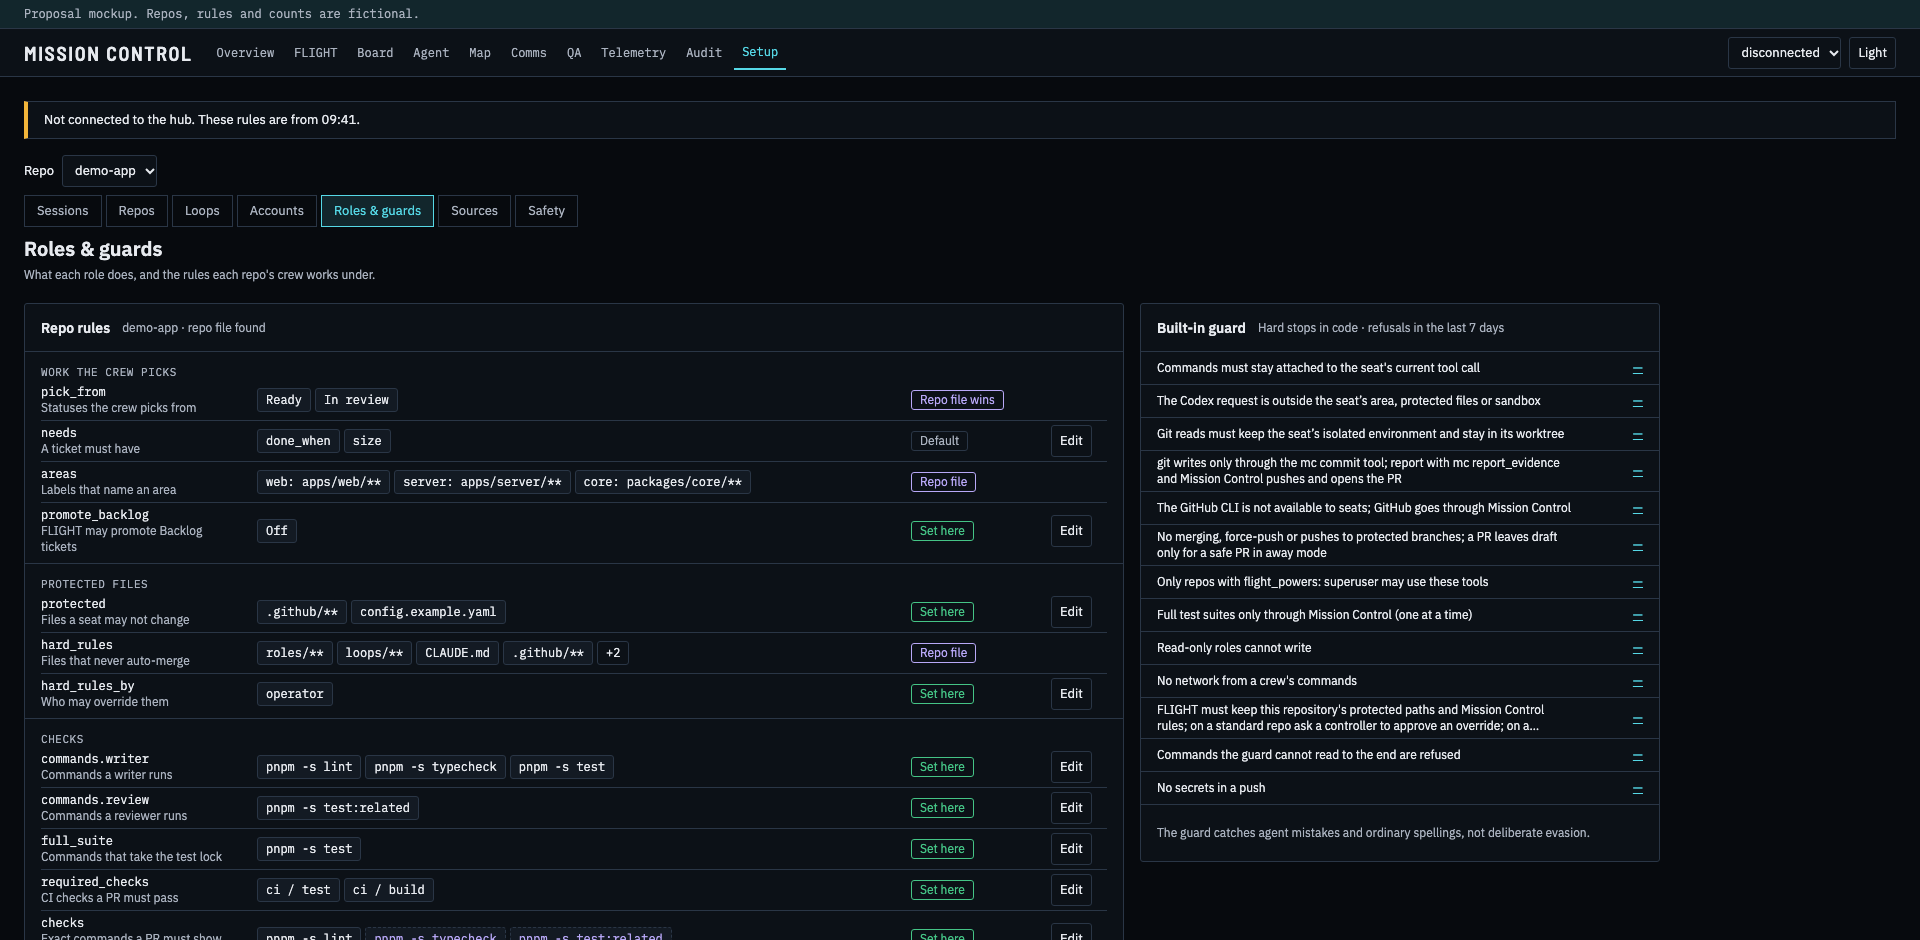 Proposal mockup. Repos, rules and counts are fictional.
MISSION CONTROL Overview FLIGHT Board Agent Map Comms QA Telemetry Audit Setup disconnected Light
Not connected to the hub. These rules are from 09:41.
Repo demo-app
Sessions Repos Loops Accounts Roles & guards Sources Safety
Roles & guards
What each role does, and the rules each repo's crew works under.
Repo rules demo-app · repo file found
WORK THE CREW PICKS
pick_from
Statuses the crew picks from
Ready In review Repo file wins
needs
A ticket must have
done_when size Default Edit
areas
Labels that name an area
web: apps/web/** server: apps/server/** core: packages/core/** Repo file
promote_backlog
FLIGHT may promote Backlog
tickets
Off Set here Edit
PROTECTED FILES
protected
Files a seat may not change
.github/** config.example.yaml Set here Edit
hard_rules
Files that never auto-merge
roles/** loops/** CLAUDE.md .github/** +2 Repo file
hard_rules_by
Who may override them
operator Set here Edit
CHECKS
commands.writer
Commands a writer runs
pnpm -s lint pnpm -s typecheck pnpm -s test Set here Edit
commands.review
Commands a reviewer runs
pnpm -s test:related Set here Edit
full_suite
Commands that take the test lock
pnpm -s test Set here Edit
required_checks
CI checks a PR must pass
ci / test ci / build Set here Edit
checks
Exact commands a PR must show
pnpm -s lint pnpm -s typecheck pnpm -s test:related Set here Edit
Built-in guard Hard stops in code · refusals in the last 7 days
Commands must stay attached to the seat's current tool call –
The Codex request is outside the seat’s area, protected files or sandbox –
Git reads must keep the seat’s isolated environment and stay in its worktree –
git writes only through the mc commit tool; report with mc report_evidence
and Mission Control pushes and opens the PR –
The GitHub CLI is not available to seats; GitHub goes through Mission Control –
No merging, force-push or pushes to protected branches; a PR leaves draft
only for a safe PR in away mode –
Only repos with flight_powers: superuser may use these tools –
Full test suites only through Mission Control (one at a time) –
Read-only roles cannot write –
No network from a crew's commands –
FLIGHT must keep this repository's protected paths and Mission Control
rules; on a standard repo ask a controller to approve an override; on a... –
Commands the guard cannot read to the end are refused –
No secrets in a push –
The guard catches agent mistakes and ordinary spellings, not deliberate evasion.